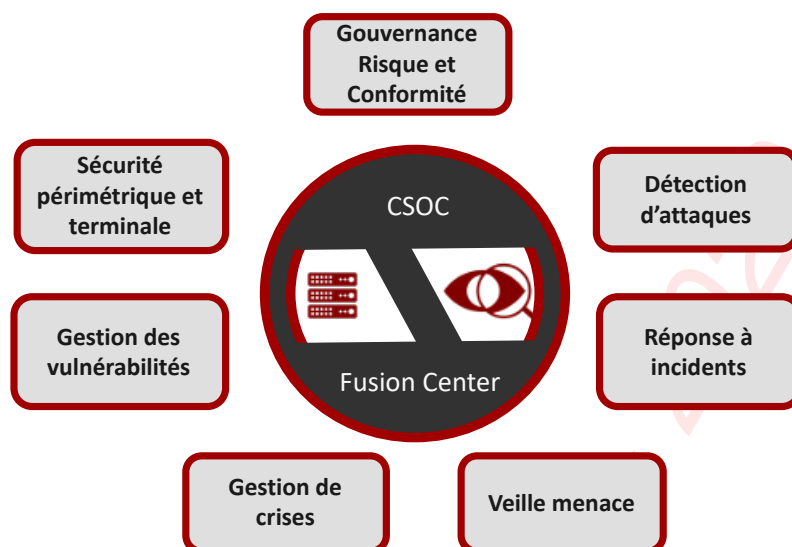 Gouvernance
Risque et
Conformité
Sécurité
périmétrique et
terminale
Détection
d'attaques
CSOC
Gestion des
vulnérabilités
Réponse à
incidents
Fusion Center
Gestion de
crises
Veille menace